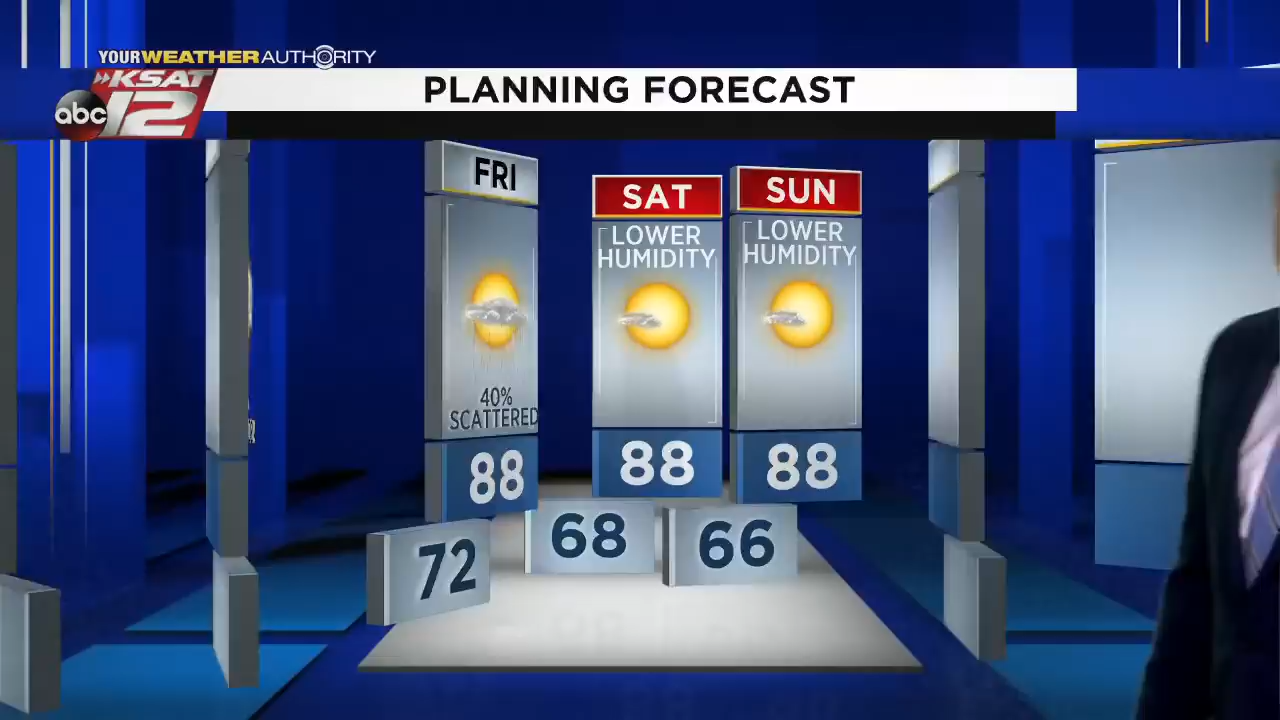 YOURWEATHERAUTHORITY
KSAT
abc
12
PLANNING FORECAST
FRI
40%
SCATTERED
88
72
SAT
LOWER
HUMIDITY
88
68
SUN
LOWER
HUMIDITY
88
66